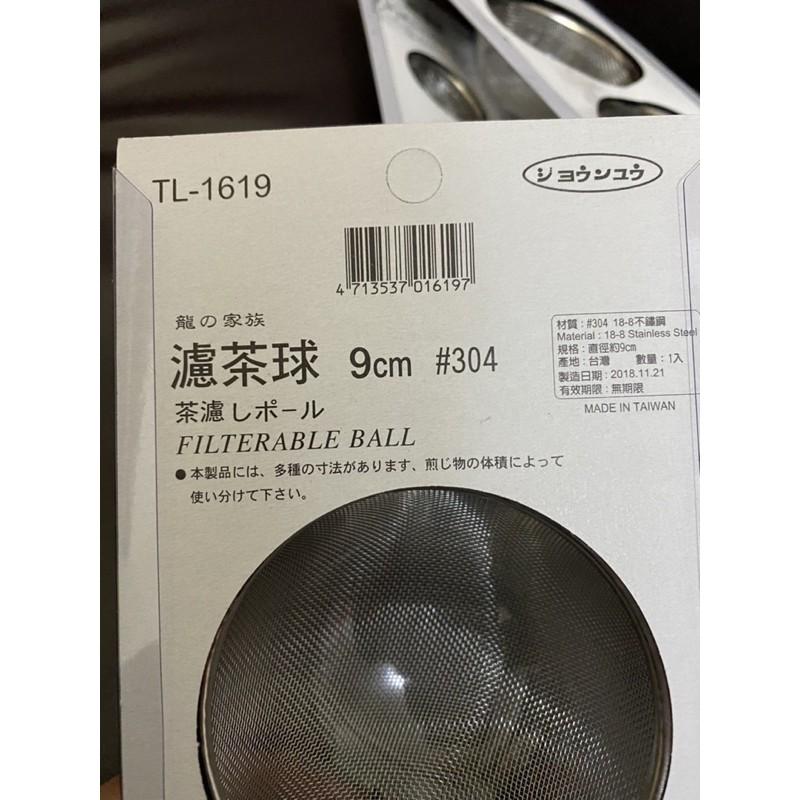 TL-1619
ジョウンユウ
4 713537 016197
龍の家族
濾茶球 9cm #304
茶濾しポール
FILTERABLE BALL
●本製品には、多種の寸法があります、煎じ物の体積によって
使い分けて下さい。
材質：#304 18-8不鏽鋼
Material : 18-8 Stainless Steel
規格：直徑約9cm
產地：台灣 數量：1入
製造日期：2018.11.21
有效期限：無期限
MADE IN TAIWAN